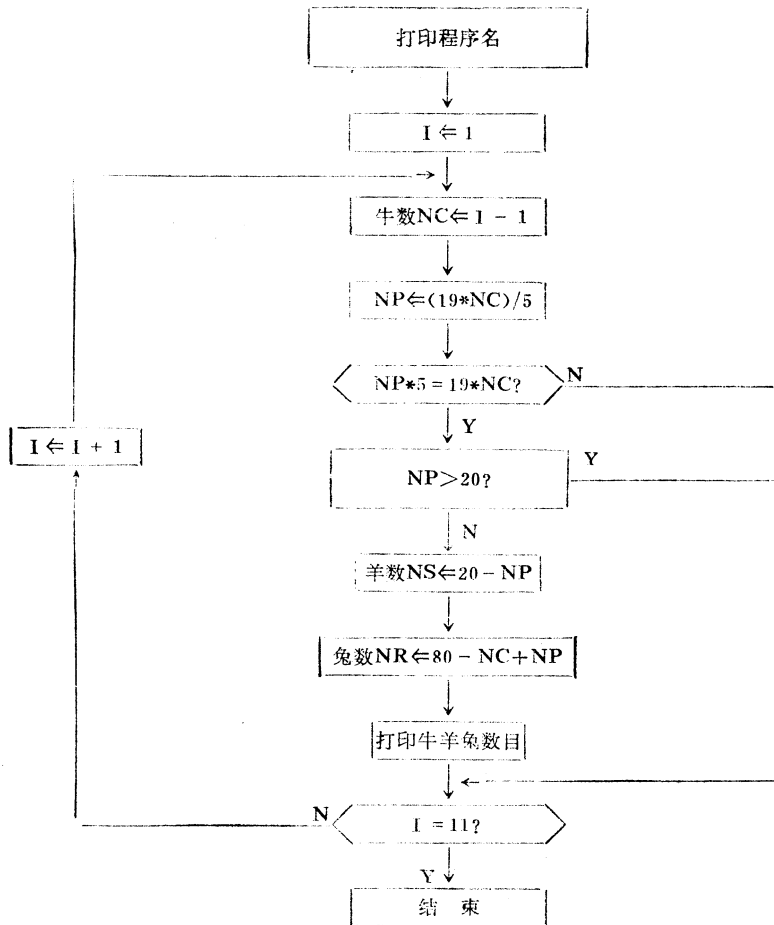 打印程序名
I ⇐ 1
牛数NC⇐I - 1
NP⇐(19*NC)/5
NP*5 = 19*NC?
N
Y
I ⇐ I + 1
NP>20?
Y
N
羊数NS⇐20 - NP
兔数NR⇐80 - NC + NP
打印牛羊兔数目
N
I = 11?
Y
结 束